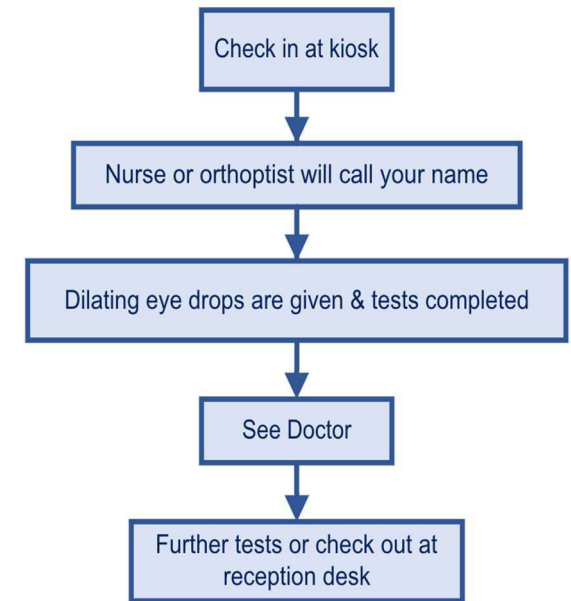 Check in at kiosk
Nurse or orthoptist will call your name
Dilating eye drops are given & tests completed
See Doctor
Further tests or check out at
reception desk